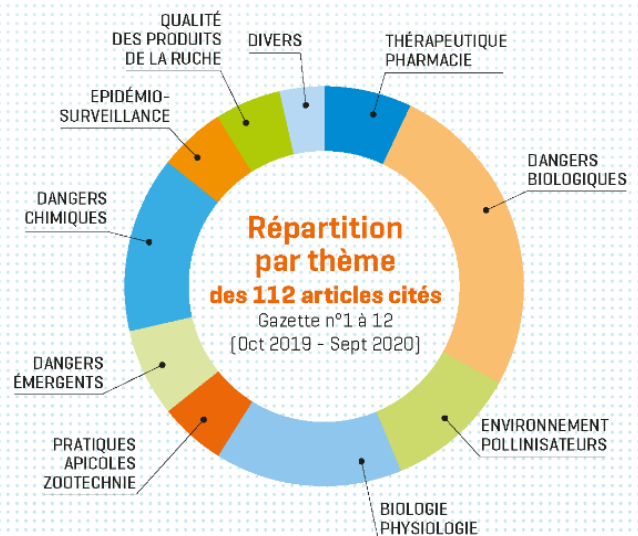 QUALITÉ
DES PRODUITS
DE LA RUCHE
DIVERS
THÉRAPEUTIQUE
PHARMACIE
EPIDÉMIO-
SURVEILLANCE
DANGERS
BIOLOGIQUES
DANGERS
CHIMIQUES
Répartition
par thème
des 112 articles cités
Gazette n°1 à 12
(Oct 2019 - Sept 2020)
DANGERS
ÉMERGENTS
ENVIRONNEMENT
POLLINISATEURS
PRATIQUES
APICOLES
ZOOTECHNIE
BIOLOGIE
PHYSIOLOGIE